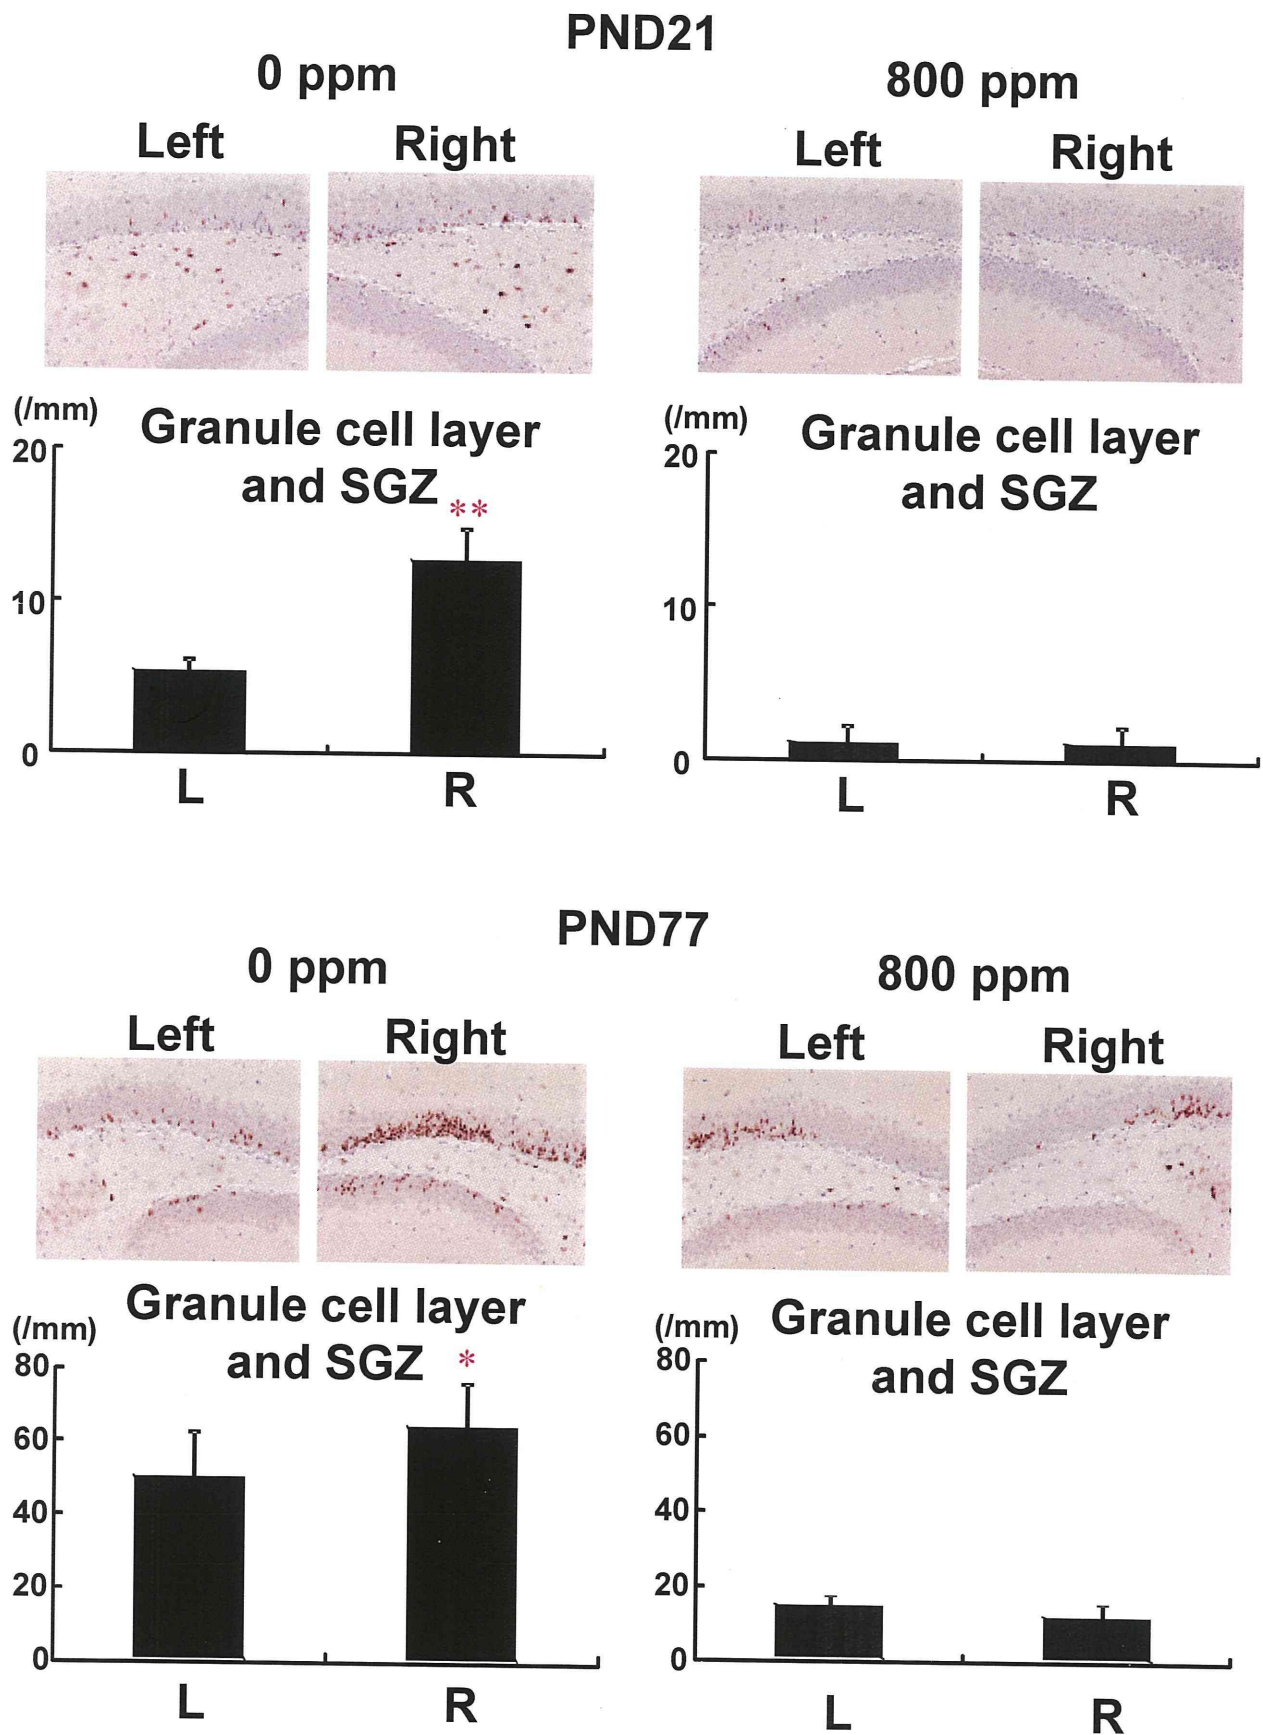 PND21
0 ppm
800 ppm
Left
Right
Left
Right
(/mm)
Granule cell layer
and SGZ
**
20
10
0
L
R
(/mm)
Granule cell layer
and SGZ
20
10
0
L
R
PND77
0 ppm
800 ppm
Left
Right
Left
Right
(/mm)
Granule cell layer
and SGZ
*
80
60
40
20
0
L
R
(/mm)
Granule cell layer
and SGZ
80
60
40
20
0
L
R